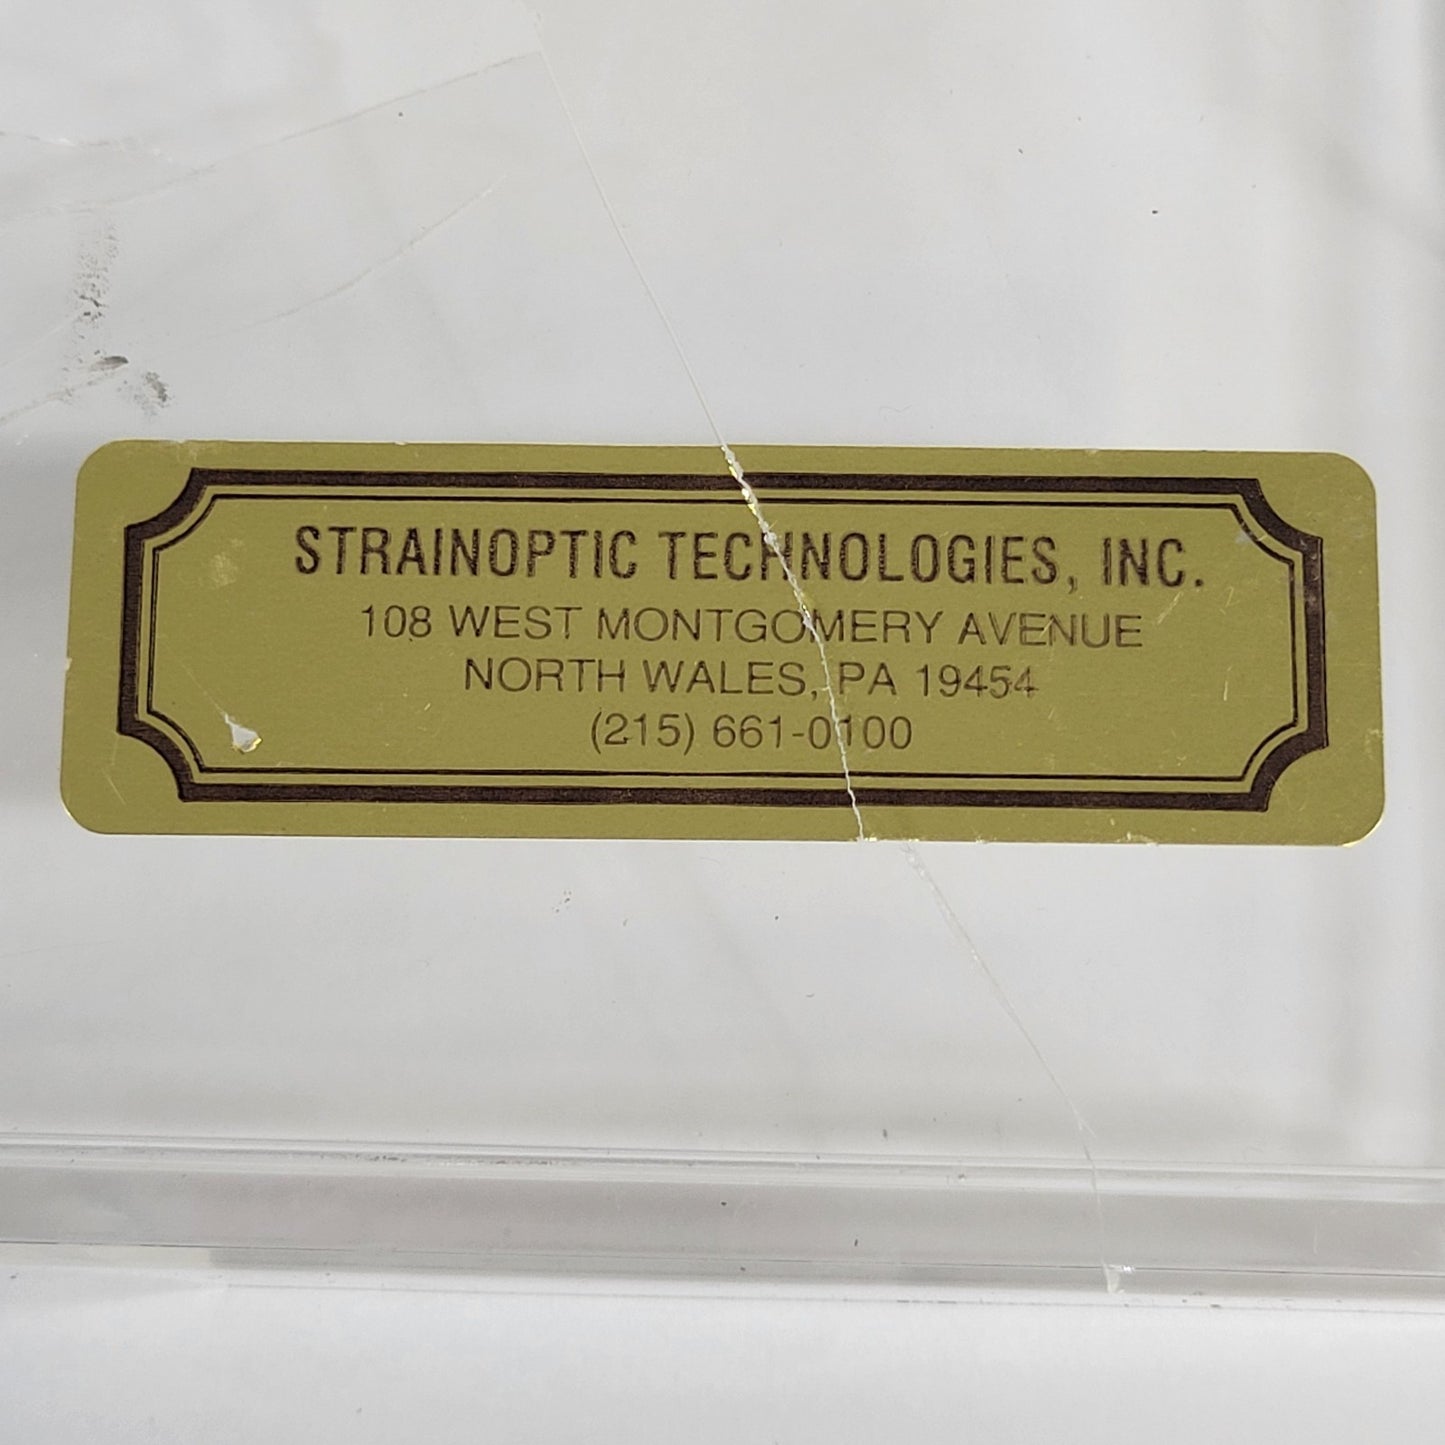 STRAINOPTIC TECHNOLOGIES, INC.
108 WEST MONTGOMERY AVENUE
NORTH WALES, PA 19454
(215) 661-0100